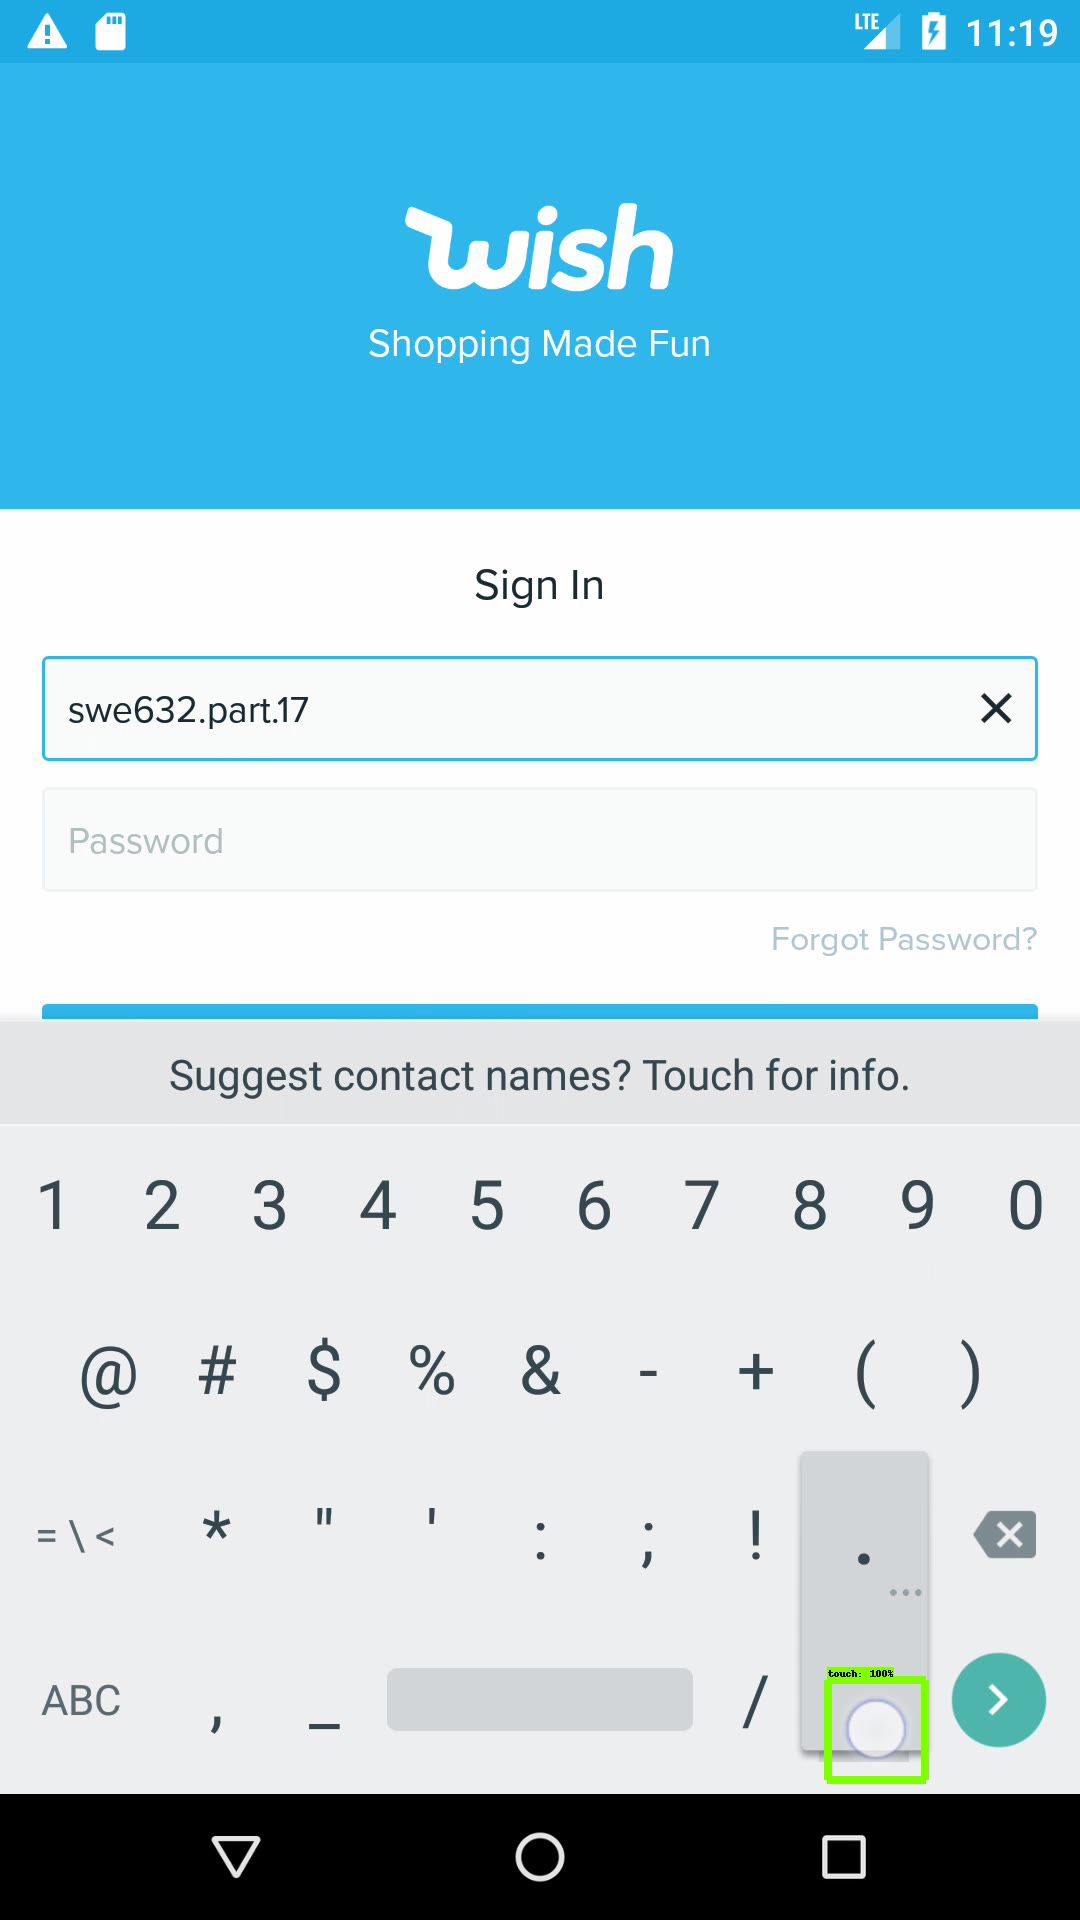 LTE 11:19
wish
Shopping Made Fun
Sign In
swe632.part.17
Password
Forgot Password?
Suggest contact names? Touch for info.
1 2 3 4 5 6 7 8 9 0
@ # $ % & - + ( )
= \ < * " ' : ; ! . ...
touch: 100%
ABC , _ /